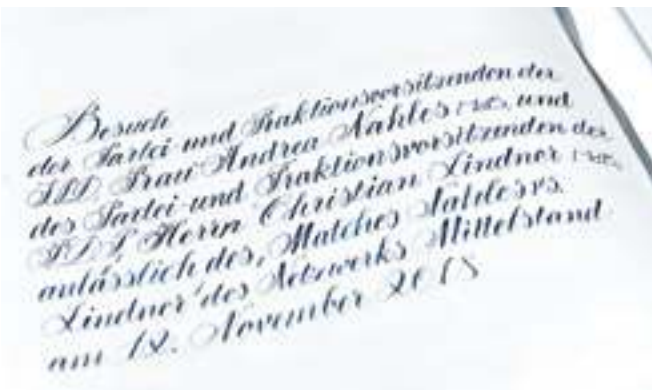 Besuch
der Partei und Fraktionsvorsitzenden der
SPD, Frau Andrea Nahles MdB, und
des Partei und Fraktionsvorsitzenden der
FDP, Herrn Christian Lindner MdB,
anlässlich des "Matches Nahles vs.
Lindner" des Netzwerks Mittelstand
am 12. November 2018